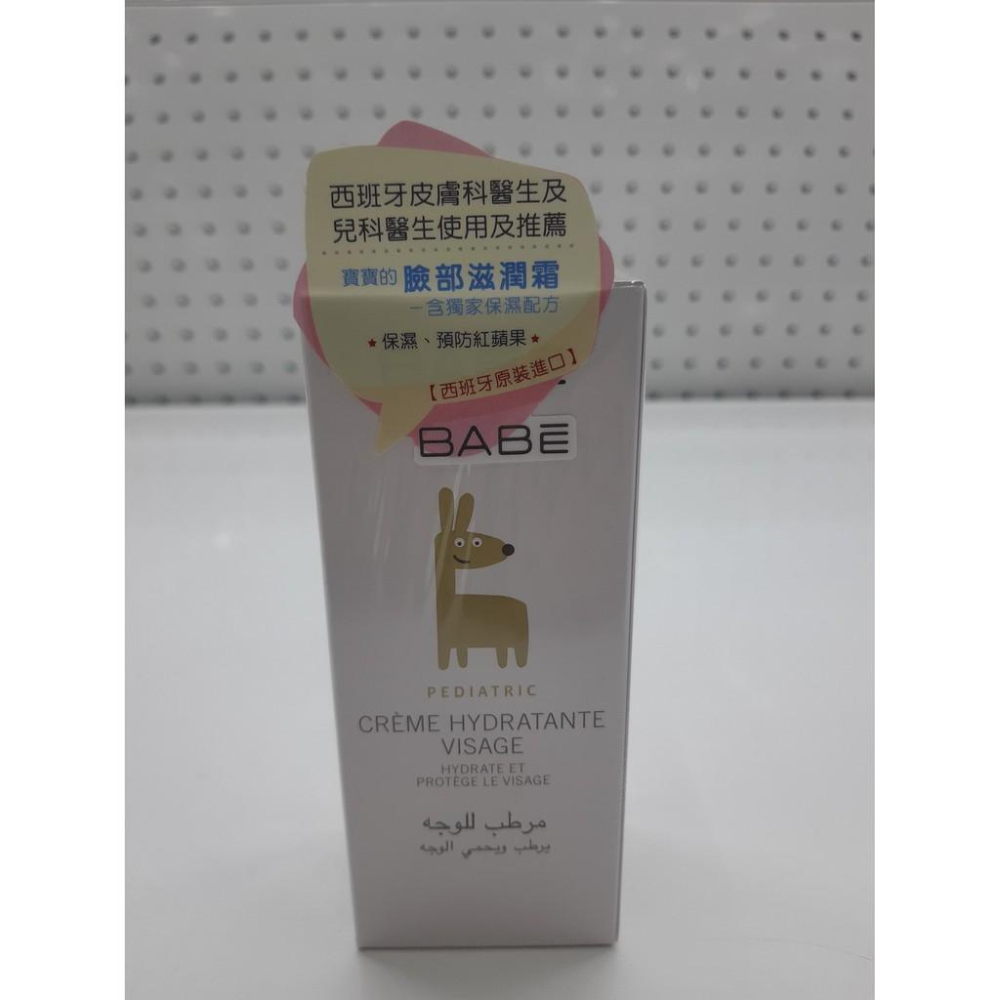 西班牙皮膚科醫生及
兒科醫生使用及推薦
寶寶的 臉部滋潤霜
-含獨家保濕配方
★保濕、預防紅蘋果★
【西班牙原裝進口】
BABĒ
PEDIATRIC
CRÈME HYDRATANTE
VISAGE
HYDRATE ET
PROTÈGE LE VISAGE
مرطب للوجه
يرطب ويحمي الوجه